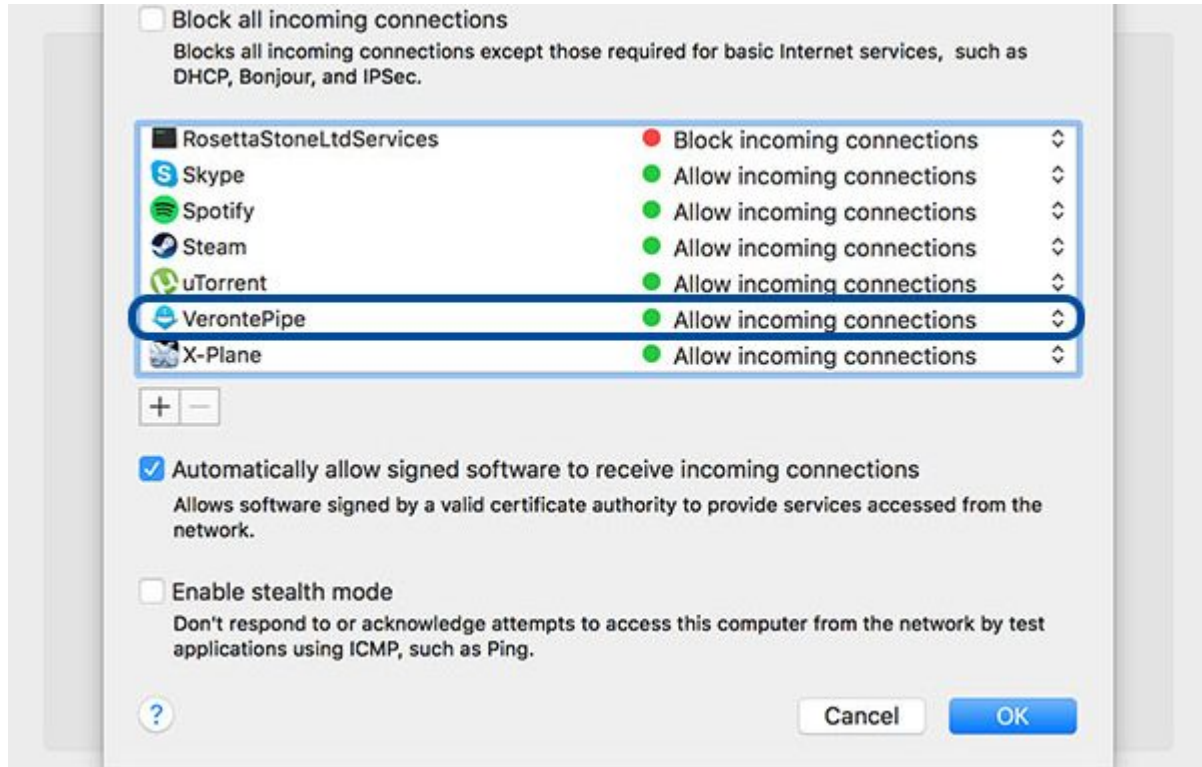 Block all incoming connections
Blocks all incoming connections except those required for basic Internet services, such as
DHCP, Bonjour, and IPSec.
RosettaStoneLtdServices Block incoming connections
Skype Allow incoming connections
Spotify Allow incoming connections
Steam Allow incoming connections
uTorrent Allow incoming connections
VerontePipe Allow incoming connections
X-Plane Allow incoming connections
+ −
Automatically allow signed software to receive incoming connections
Allows software signed by a valid certificate authority to provide services accessed from the
network.
Enable stealth mode
Don't respond to or acknowledge attempts to access this computer from the network by test
applications using ICMP, such as Ping.
? Cancel OK